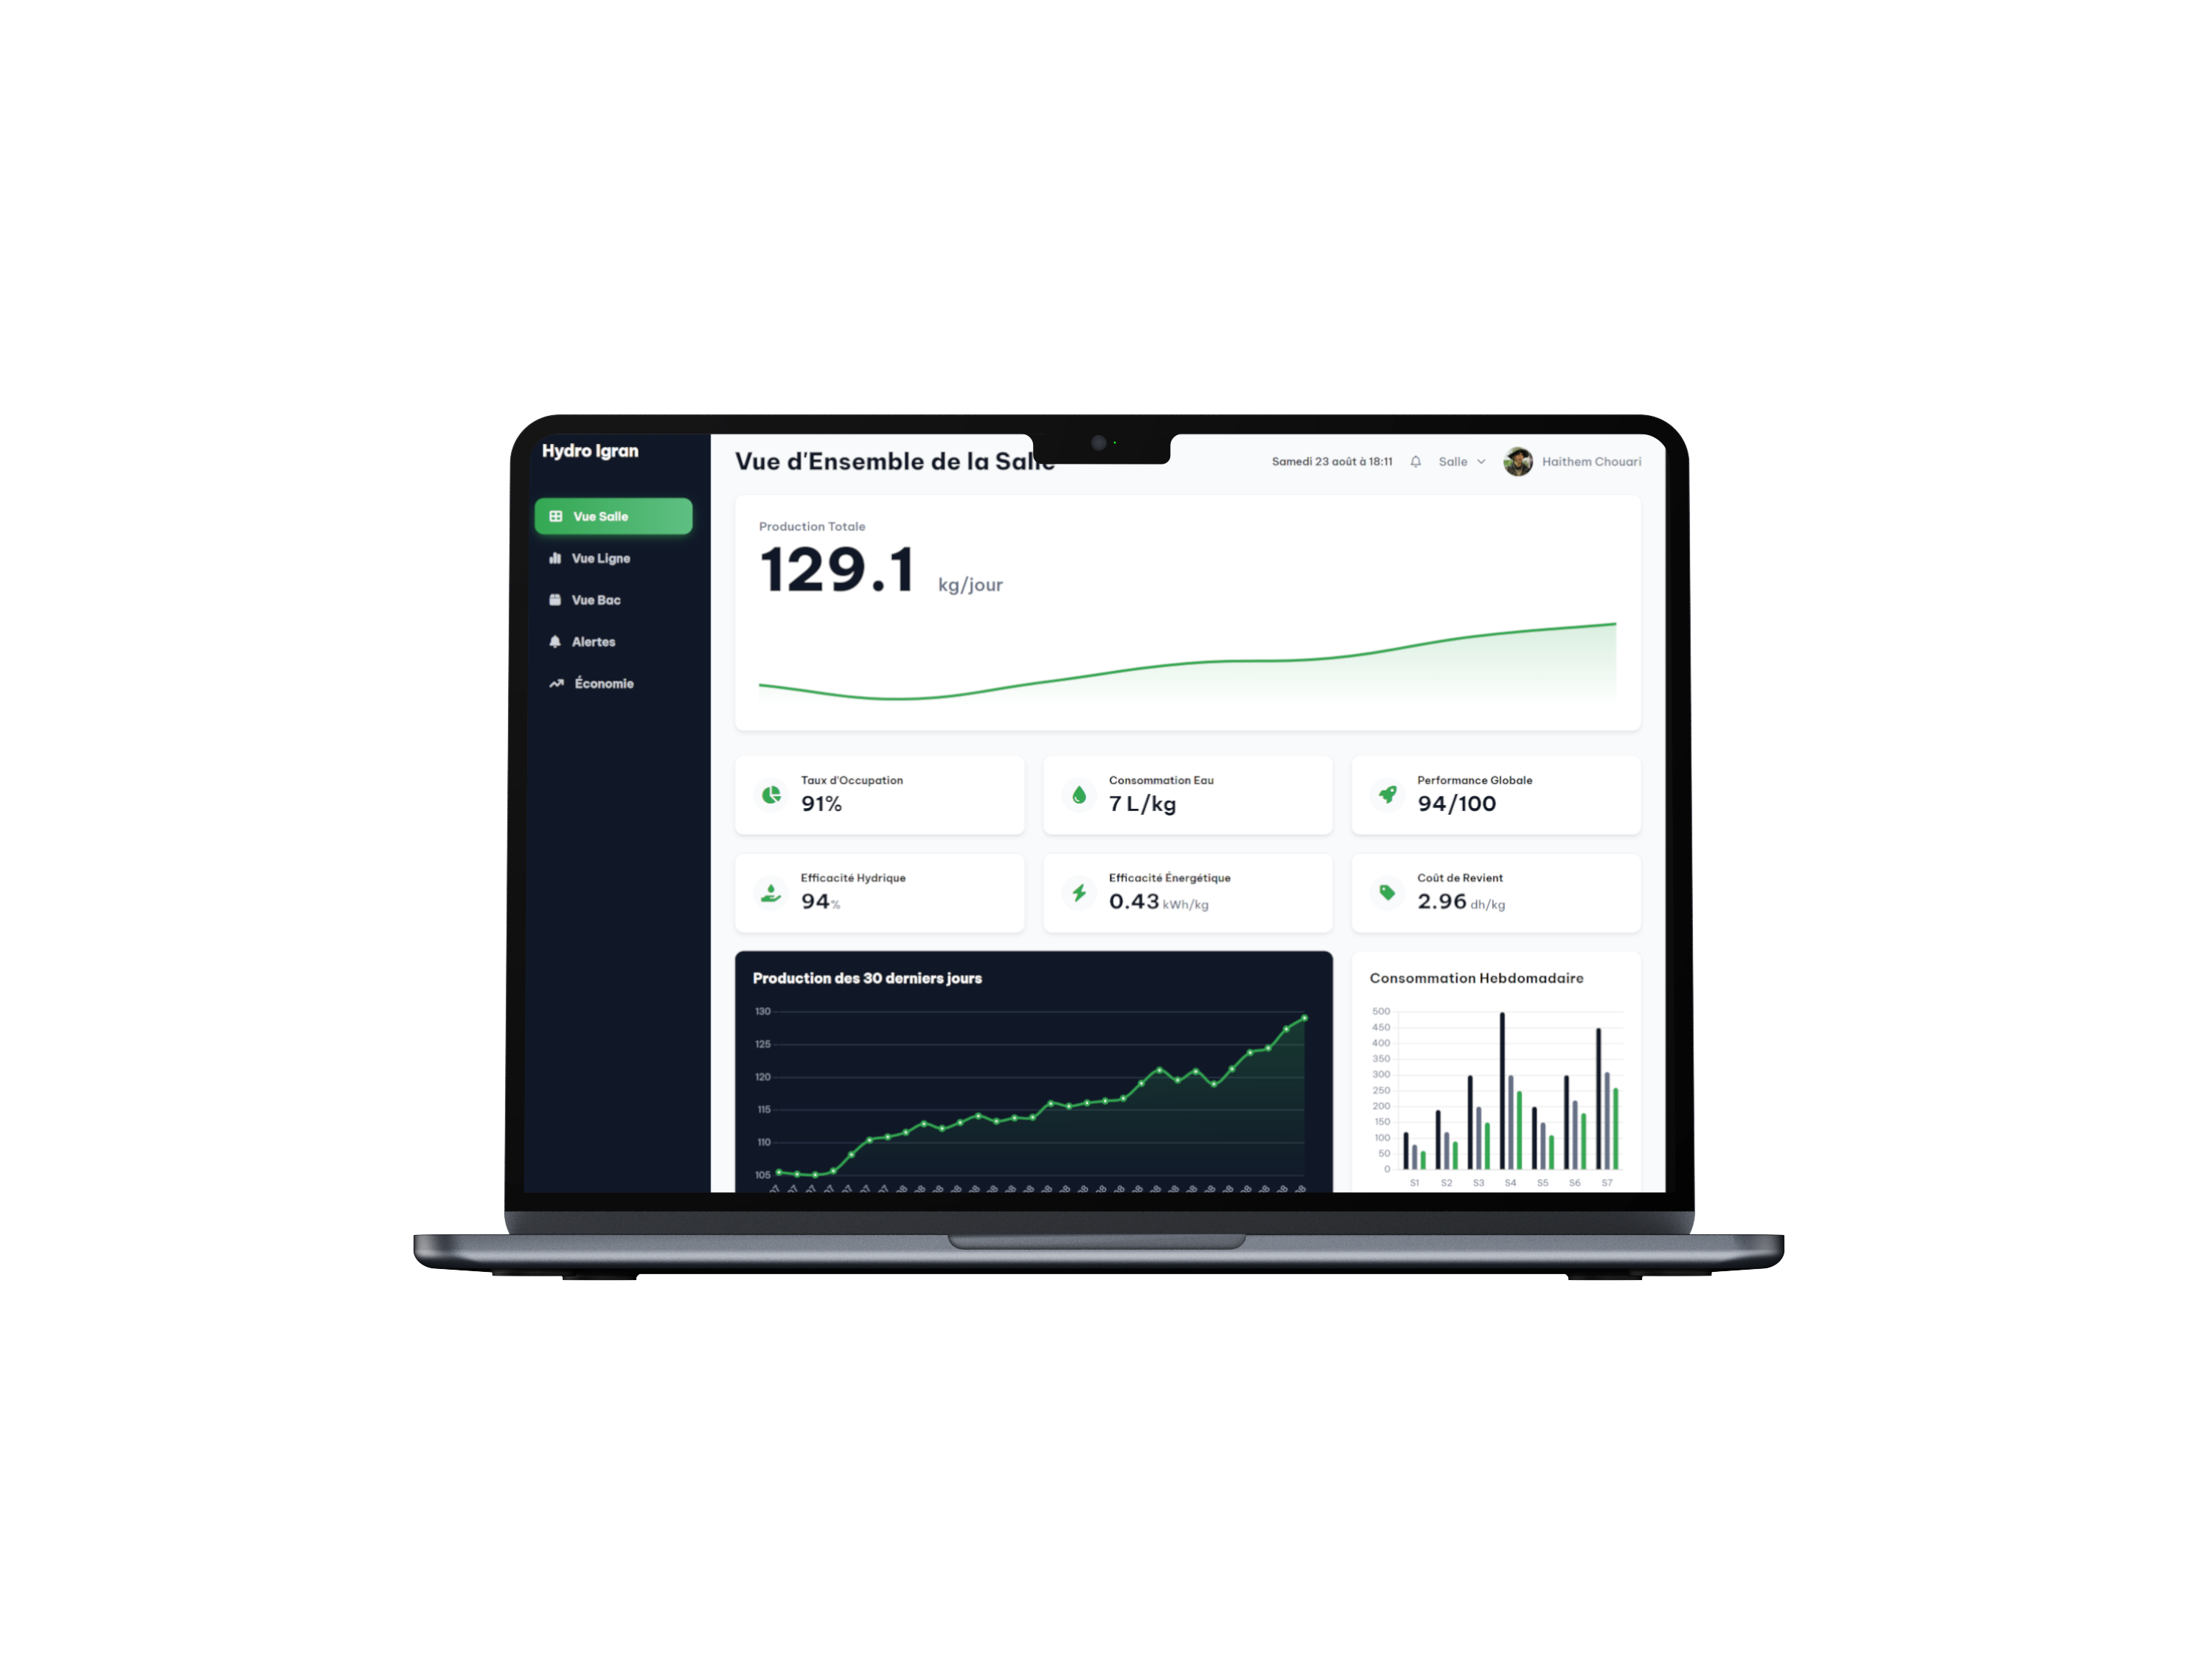 Hydro Igran
Vue Salle
Vue Ligne
Vue Bac
Alertes
Économie
Vue d'Ensemble de la Salle
Samedi 23 août à 18:11
Salle
Haithem Chouari
Production Totale
129.1 kg/jour
Taux d'Occupation
91%
Consommation Eau
7 L/kg
Performance Globale
94/100
Efficacité Hydrique
94%
Efficacité Énergétique
0.43 kWh/kg
Coût de Revient
2.96 dh/kg
Production des 30 derniers jours
130
125
120
115
110
105
Consommation Hebdomadaire
500
450
400
350
300
250
200
150
100
50
0
S1 S2 S3 S4 S5 S6 S7